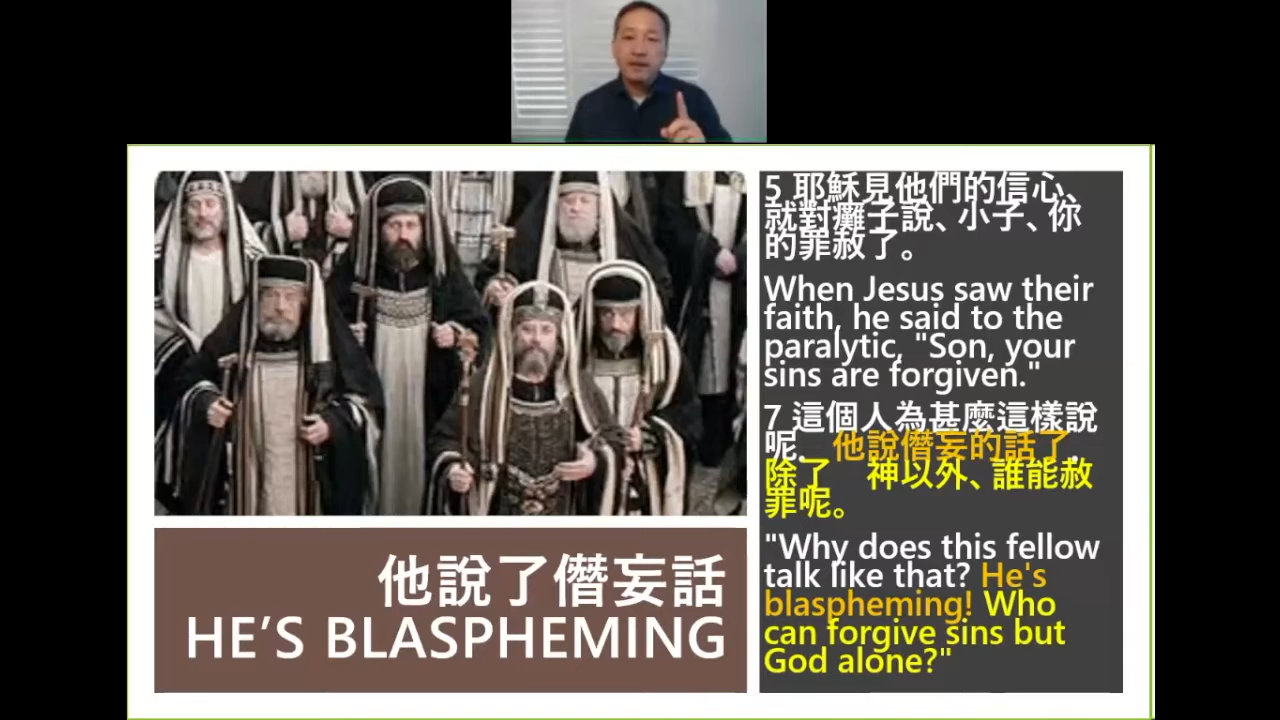 5 耶穌見他們的信心、
就對癱子說、小子、你
的罪赦了。
When Jesus saw their
faith, he said to the
paralytic, "Son, your
sins are forgiven."
7 這個人為甚麼這樣說
呢． 他說僭妄的話了．
除了 神以外、誰能赦
罪呢。
"Why does this fellow
talk like that? He's
blaspheming! Who
can forgive sins but
God alone?"
他說了僭妄話
HE’S BLASPHEMING